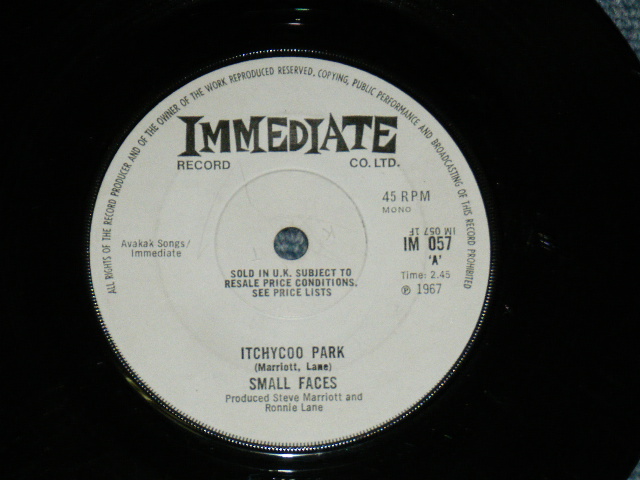 ALL RIGHTS OF THE RECORD PRODUCER AND OF THE OWNER OF THE WORK REPRODUCED RESERVED. COPYING, PUBLIC PERFORMANCE AND BROADCASTING OF THIS RECORD PROHIBITED
IMMEDIATE
RECORD CO. LTD.
45 RPM
MONO
Avakak Songs/
Immediate
IM 057 1F
IM 057
'A'
Time: 2.45
℗ 1967
SOLD IN U.K. SUBJECT TO
RESALE PRICE CONDITIONS.
SEE PRICE LISTS
ITCHYCOO PARK
(Marriott, Lane)
SMALL FACES
Produced Steve Marriott and
Ronnie Lane